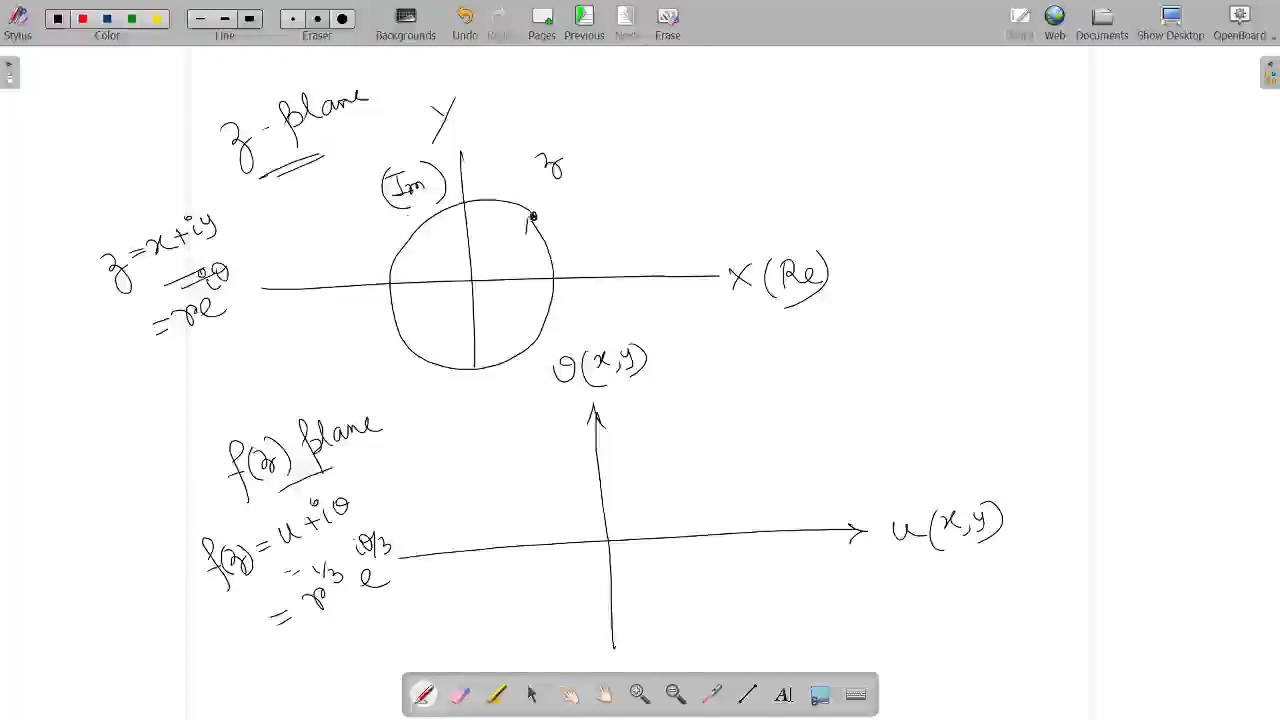 Stylus
Color
Line
Eraser
Backgrounds
Undo
Pages
Previous
Erase
Web
Documents
Show Desktop
OpenBoard
z-plane
Y
(Im)
z
z = x+iy
= re^iθ
X (Re)
v(x,y)
f(z) plane
f(z) = u+iv
= r^1/3 e^iθ/3
u(x,y)